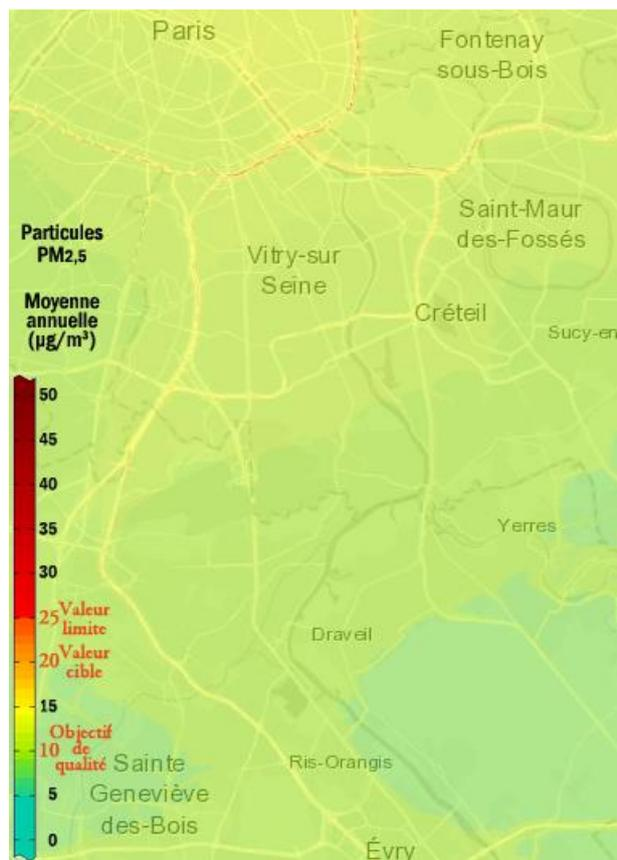 Paris
Fontenay
sous-Bois
Particules
PM2,5
Saint-Maur
des-Fossés
Vitry-sur
Seine
Moyenne
annuelle
(µg/m³)
Créteil
Sucy-en
50
45
40
35
30
25 Valeur
limite
20 Valeur
cible
15
10 Objectif
de
qualité
5
0
Yerres
Draveil
Ris-Orangis
Sainte
Geneviève
des-Bois
Évry